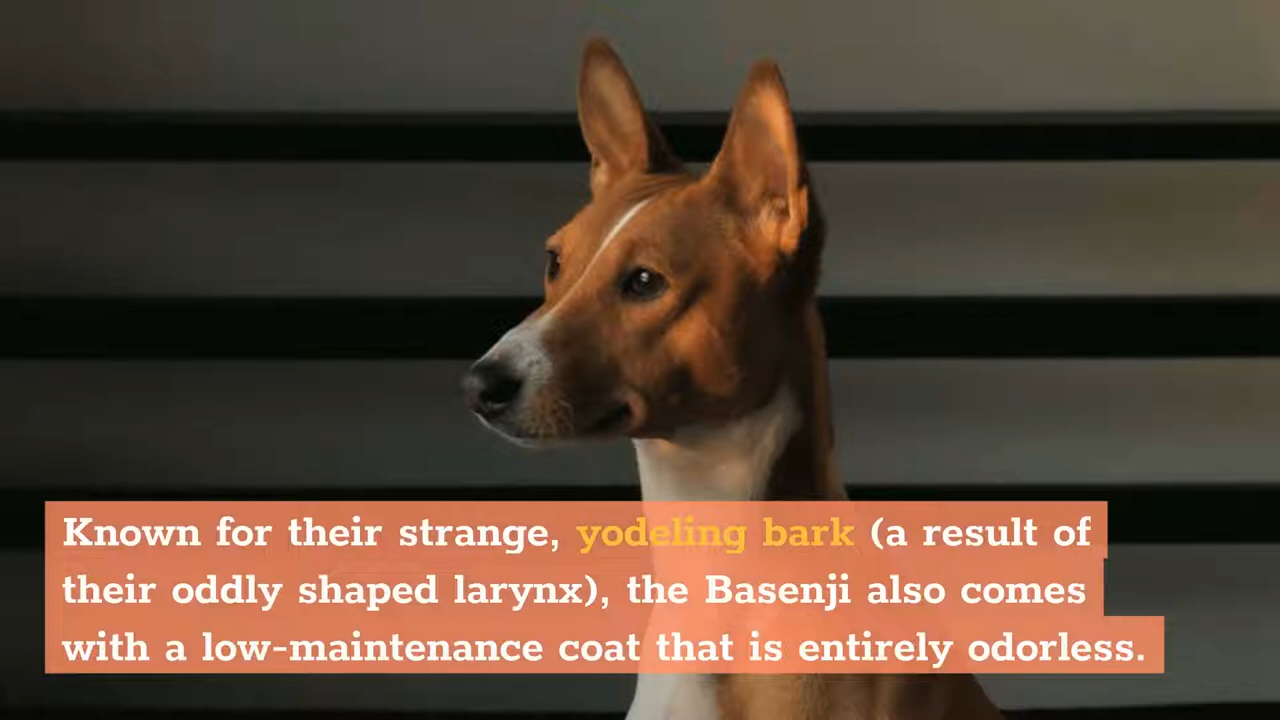 Known for their strange, yodeling bark (a result of
their oddly shaped larynx), the Basenji also comes
with a low-maintenance coat that is entirely odorless.